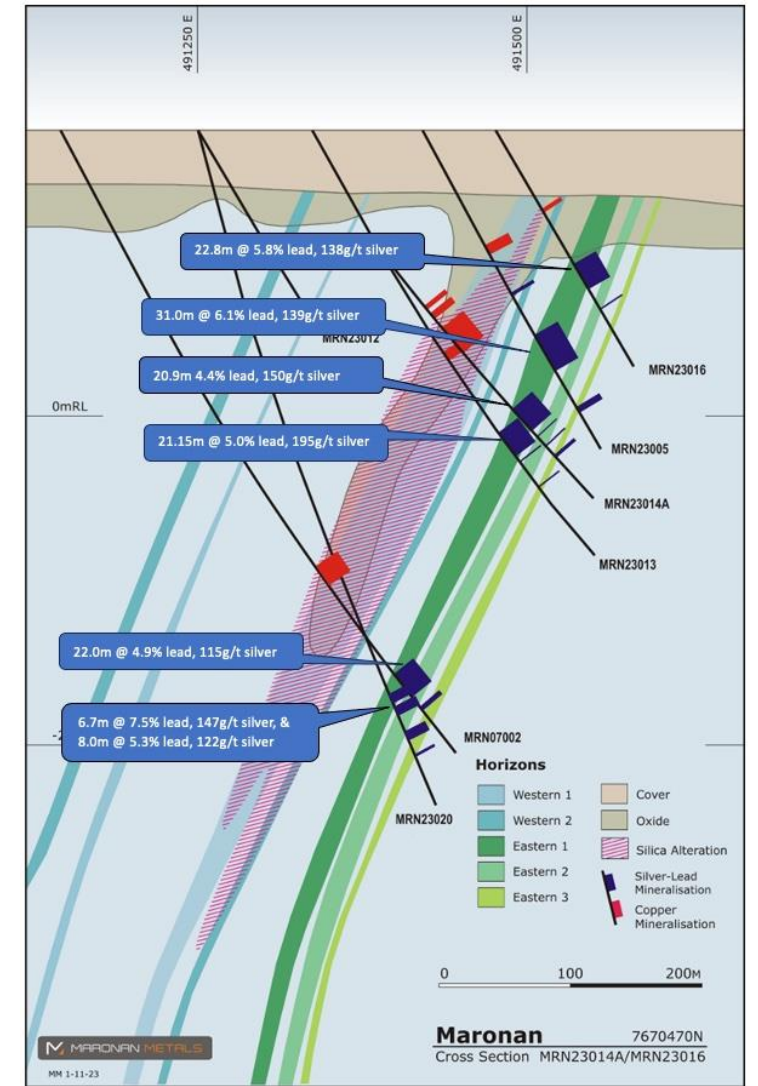 491250 E
491500 E
22.8m @ 5.8% lead, 138g/t silver
31.0m @ 6.1% lead, 139g/t silver
MRN23012
MRN23016
20.9m 4.4% lead, 150g/t silver
0mRL
21.15m @ 5.0% lead, 195g/t silver
MRN23005
MRN23014A
MRN23013
22.0m @ 4.9% lead, 115g/t silver
6.7m @ 7.5% lead, 147g/t silver, &
8.0m @ 5.3% lead, 122g/t silver
MRN07002
MRN23020
Horizons
Western 1
Western 2
Eastern 1
Eastern 2
Eastern 3
Cover
Oxide
Silica Alteration
Silver-Lead
Mineralisation
Copper
Mineralisation
0 100 200M
Maronan 7670470N
Cross Section MRN23014A/MRN23016
MARONAN METALS
MM 1-11-23